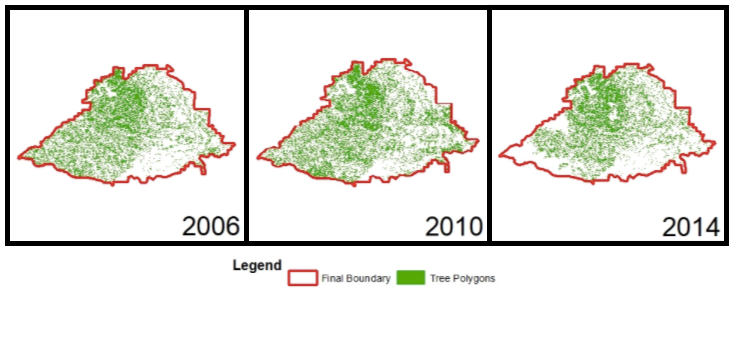 2006
2010
2014
Legend
Final Boundary
Tree Polygons